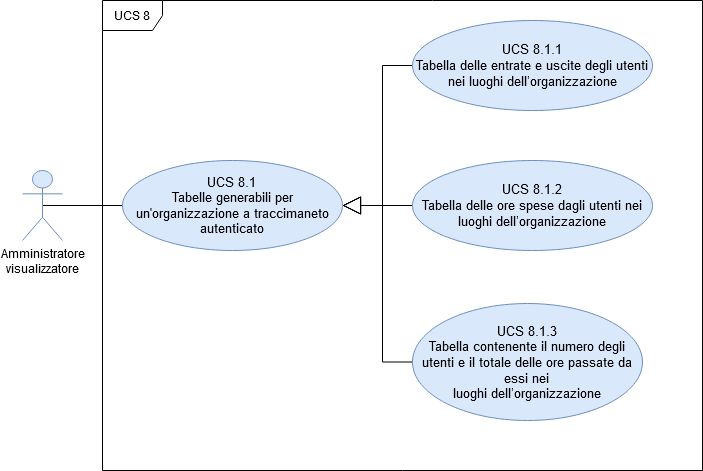 UCS 8
UCS 8.1.1
Tabella delle entrate e uscite degli utenti
nei luoghi dell'organizzazione
UCS 8.1
Tabelle generabili per
un'organizzazione a traccimaneto
autenticato
UCS 8.1.2
Tabella delle ore spese dagli utenti nei
luoghi dell'organizzazione
Amministratore
visualizzatore
UCS 8.1.3
Tabella contenente il numero degli
utenti e il totale delle ore passate da
essi nei
luoghi dell'organizzazione